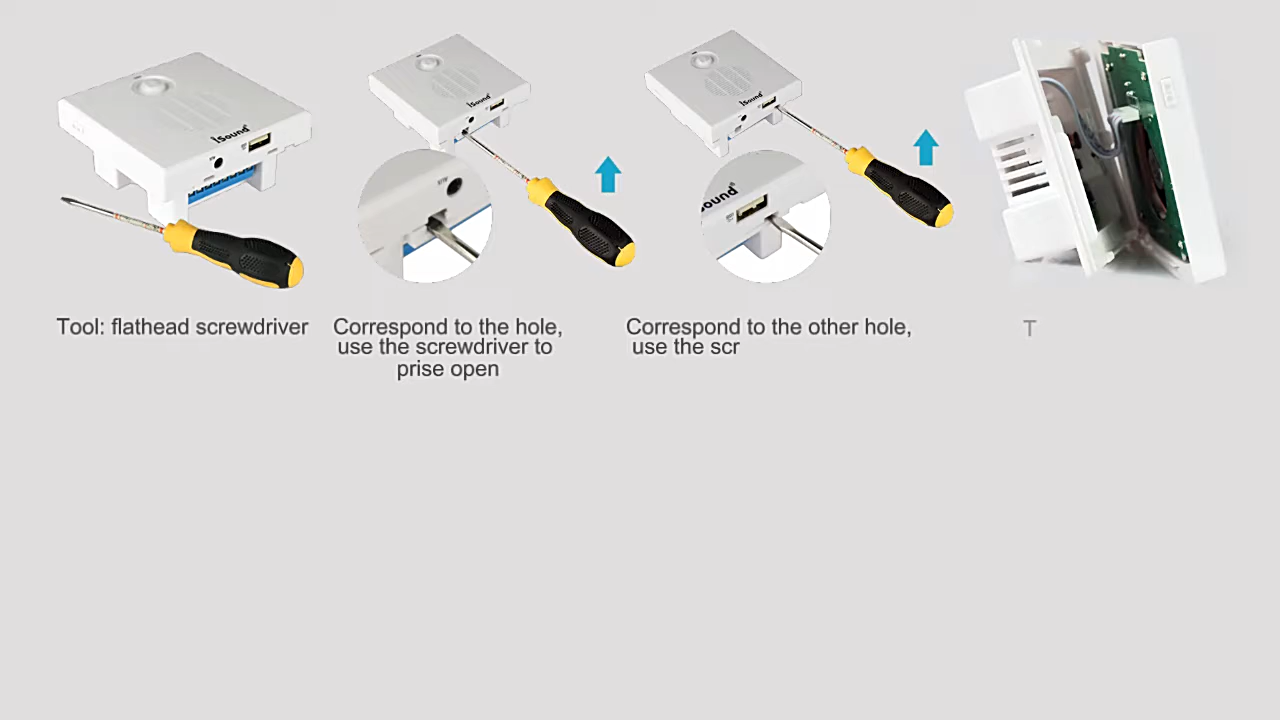 iSound
iSound
iSound
sound
Tool: flathead screwdriver
Correspond to the hole,
use the screwdriver to
prise open
Correspond to the other hole,
use the scr
T